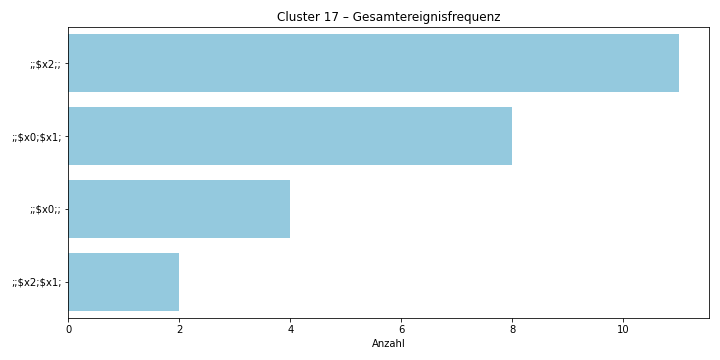 Cluster 17 – Gesamtereignisfrequenz
;;$x2;;
;;$x0;$x1;
;;$x0;;
;;$x2;$x1;
0 2 4 6 8 10
Anzahl